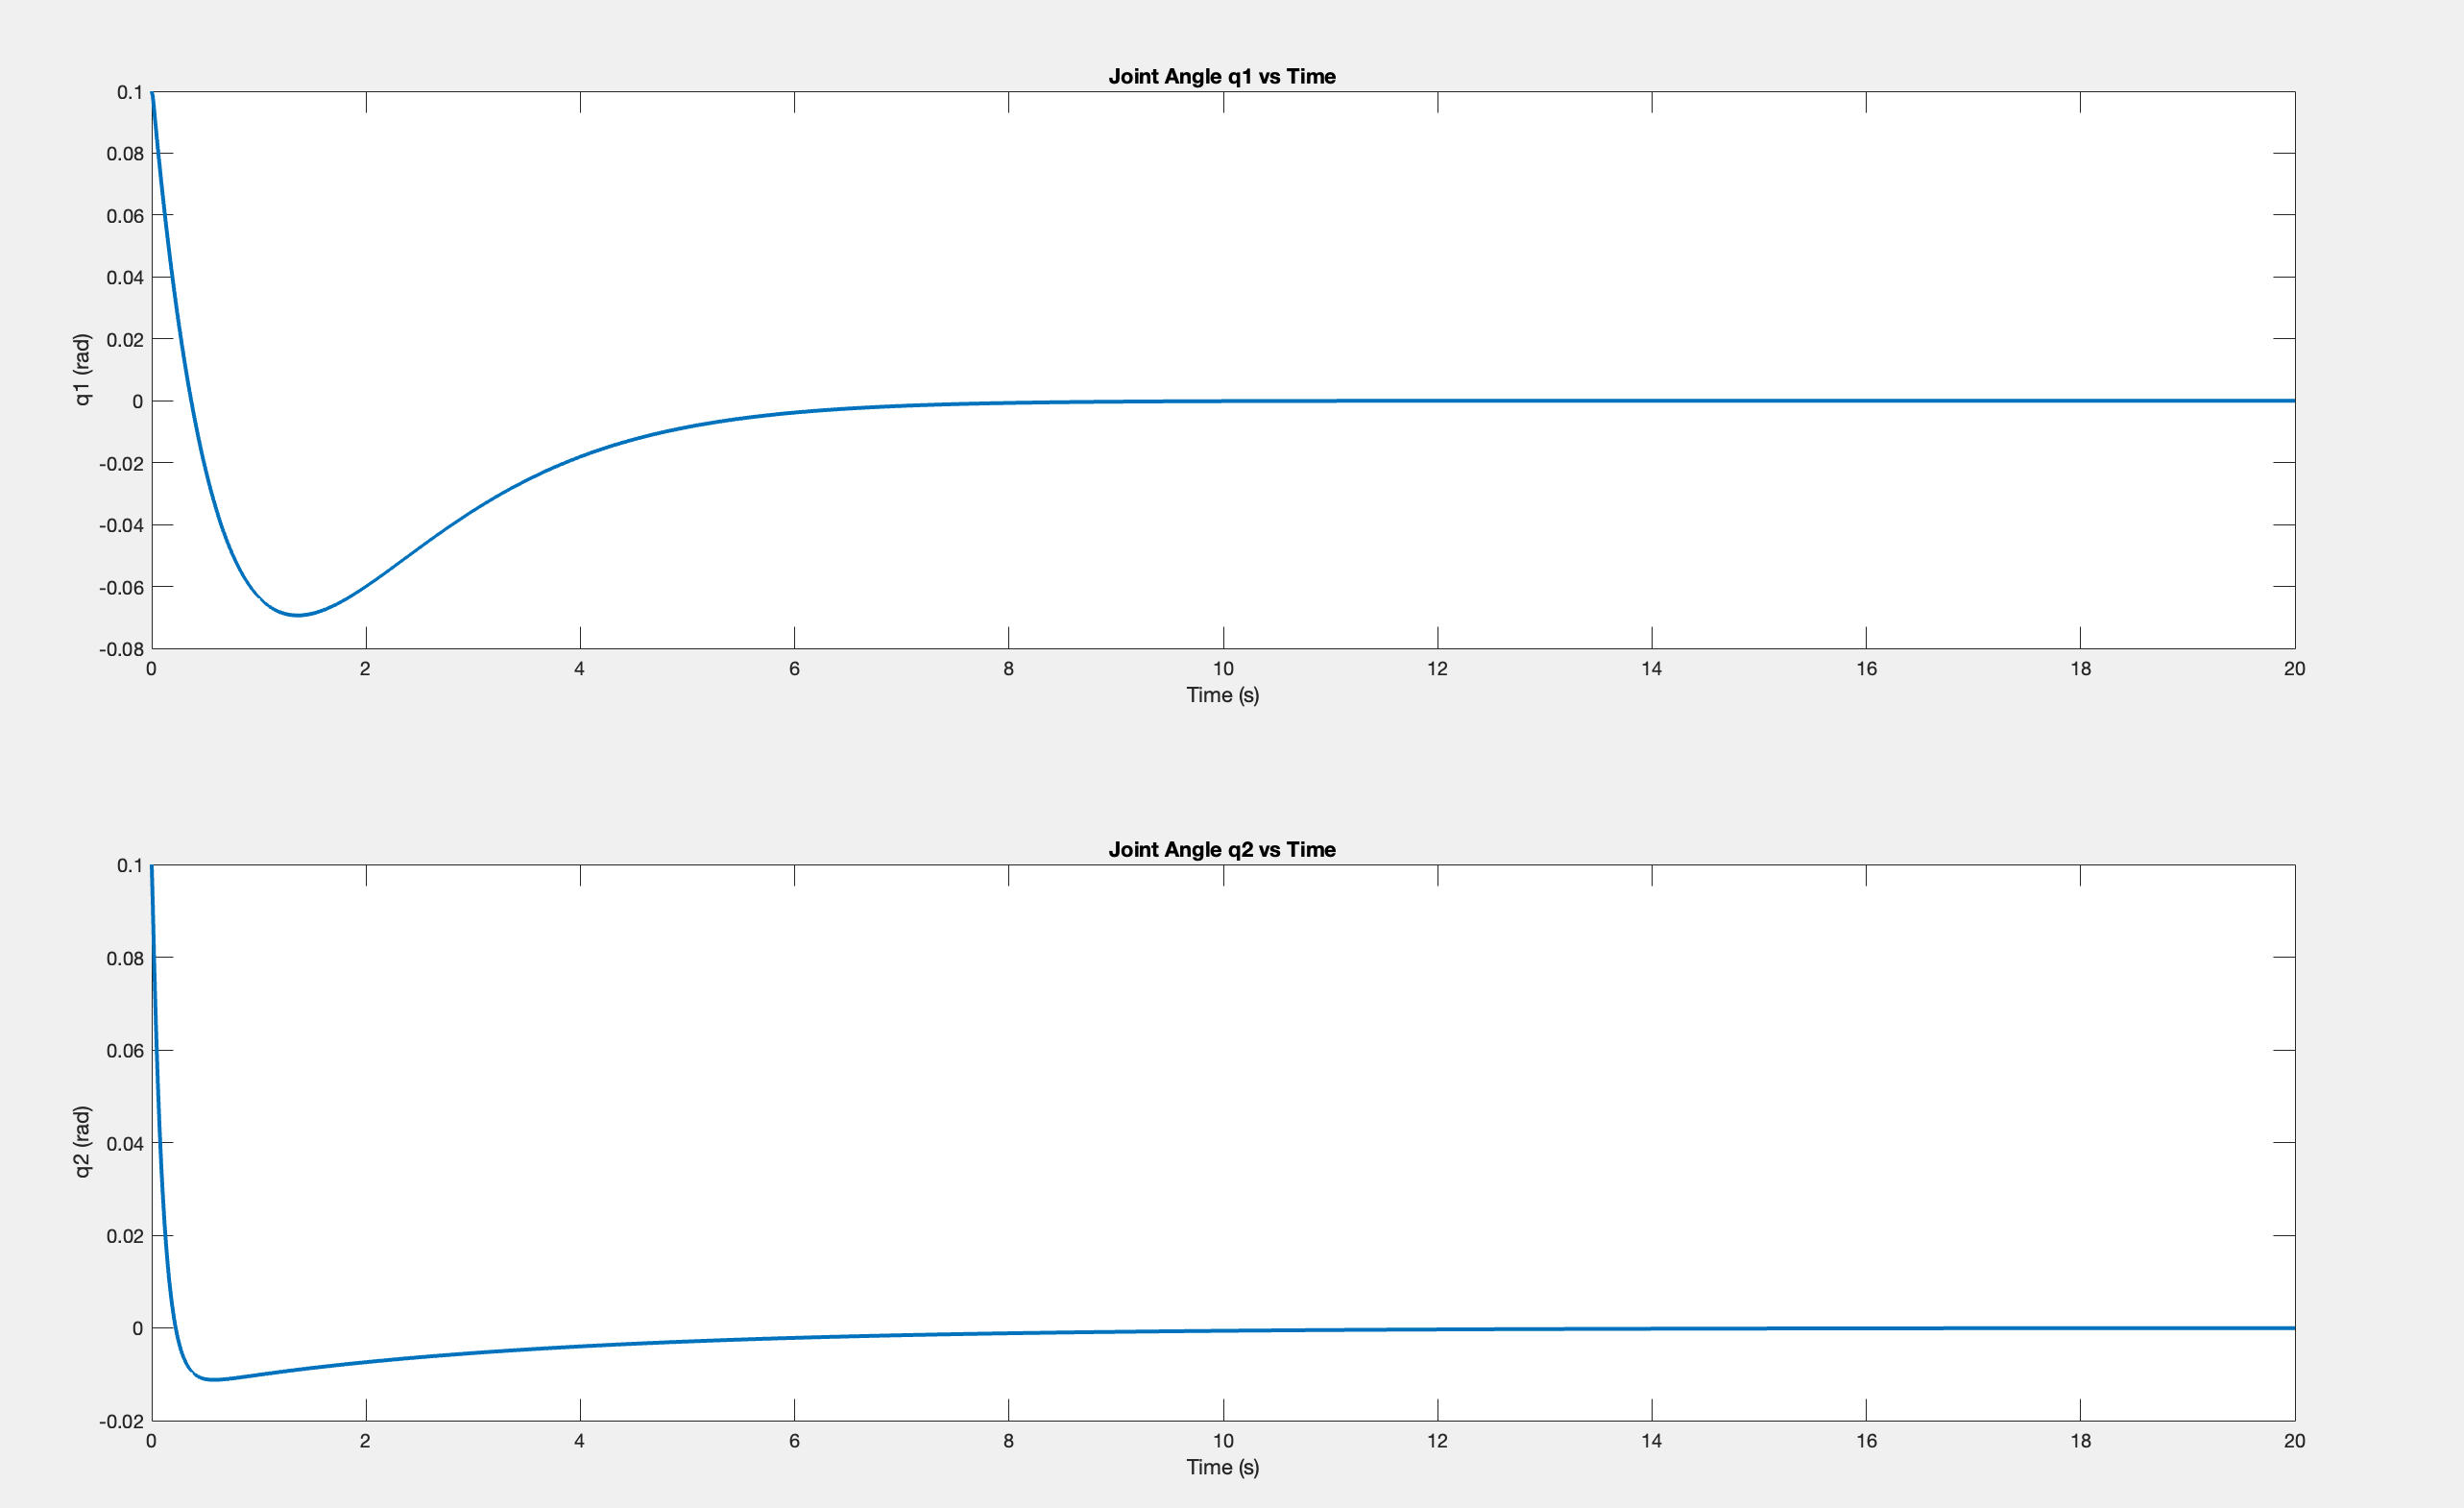 Joint Angle q1 vs Time
0.1
0.08
0.06
0.04
0.02
0
-0.02
-0.04
-0.06
-0.08
q1 (rad)
0 2 4 6 8 10 12 14 16 18 20
Time (s)
Joint Angle q2 vs Time
0.1
0.08
0.06
0.04
0.02
0
-0.02
q2 (rad)
0 2 4 6 8 10 12 14 16 18 20
Time (s)